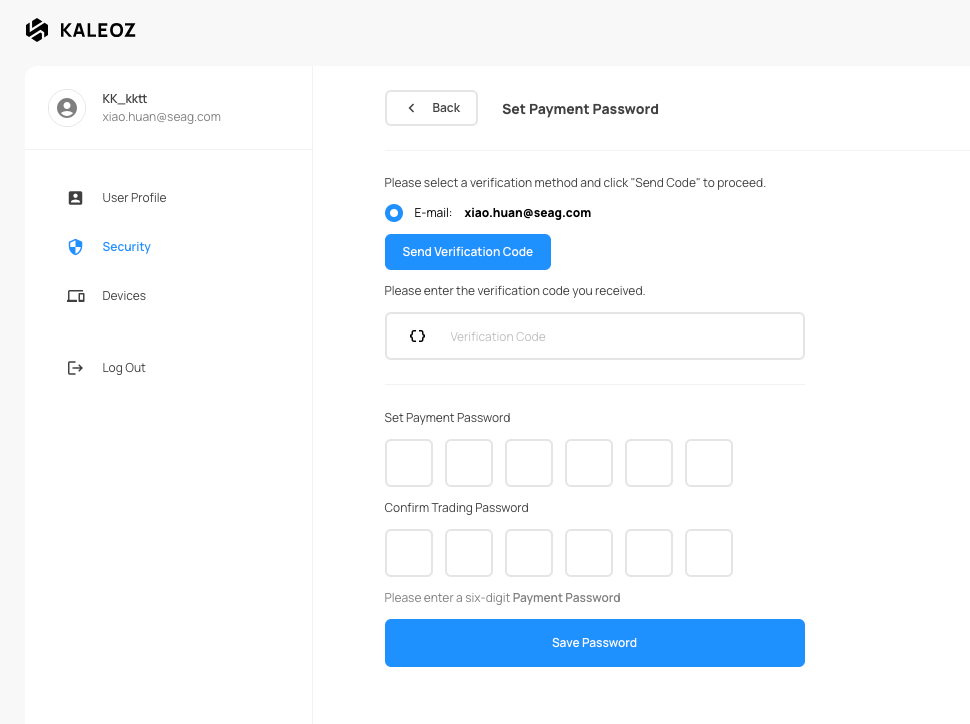 KALEOZ
KK_kktt
xiao.huan@seag.com
User Profile
Security
Devices
Log Out
Back
Set Payment Password
Please select a verification method and click "Send Code" to proceed.
E-mail: xiao.huan@seag.com
Send Verification Code
Please enter the verification code you received.
Verification Code
Set Payment Password
Confirm Trading Password
Please enter a six-digit Payment Password
Save Password